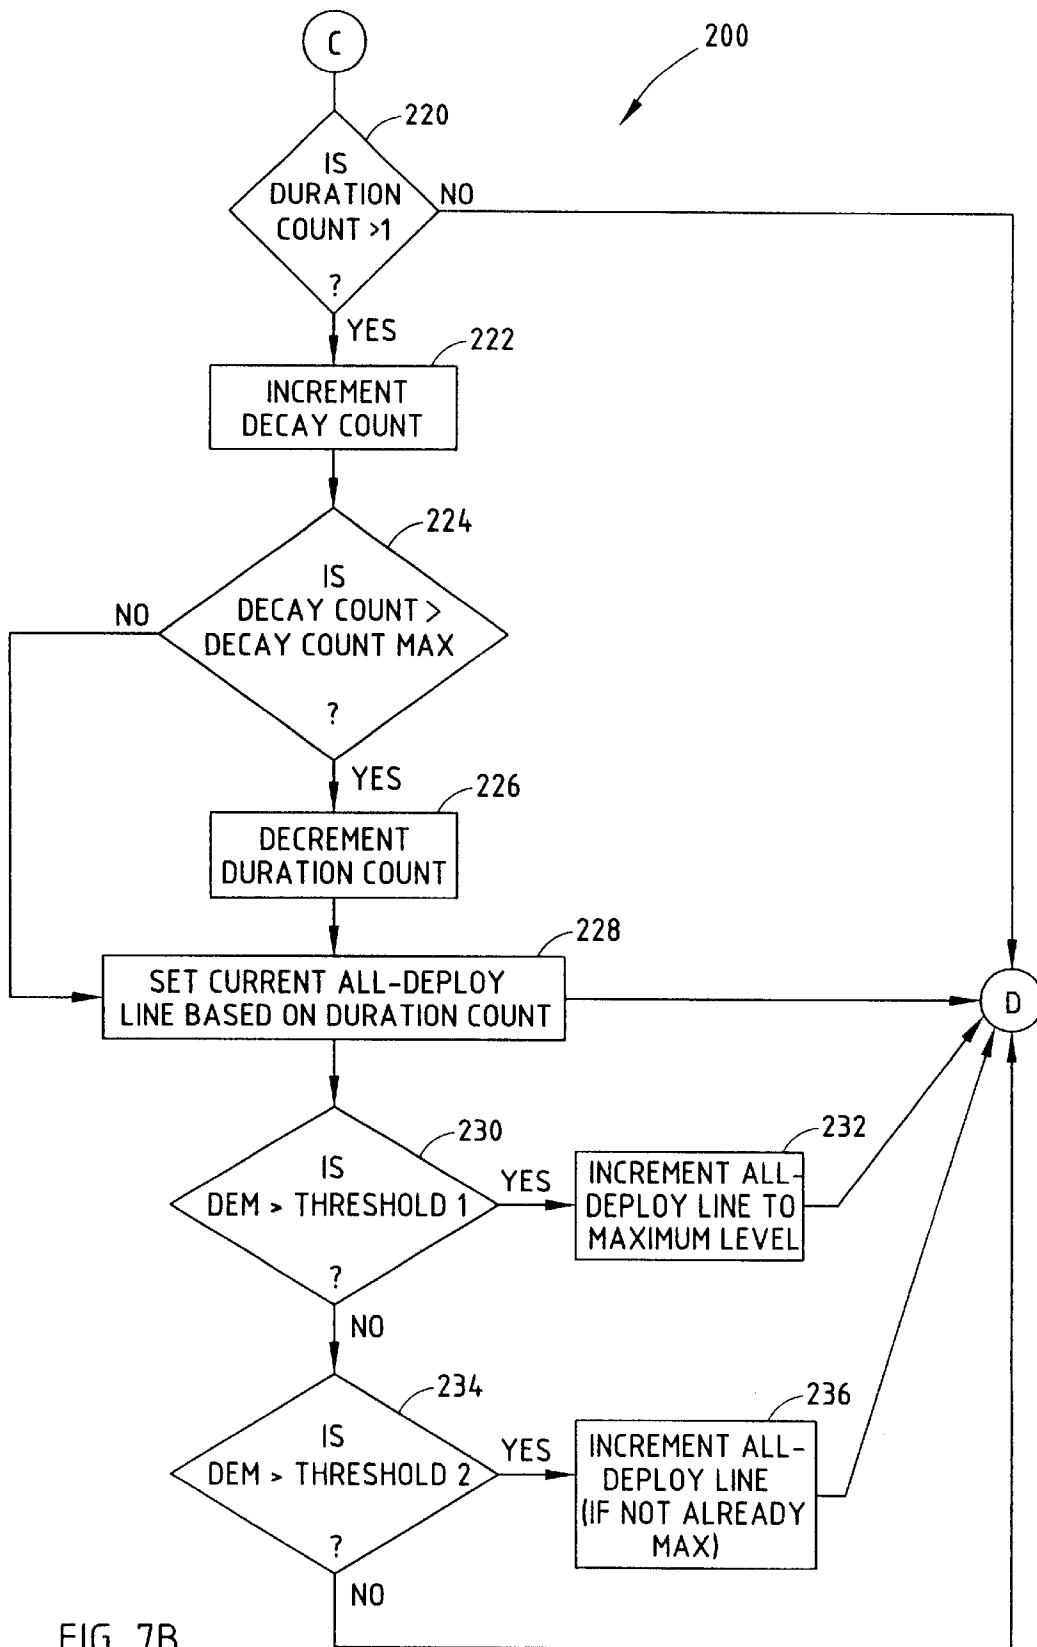 C
200
220
IS
DURATION
COUNT >1
?
NO
YES
222
INCREMENT
DECAY COUNT
224
IS
DECAY COUNT >
DECAY COUNT MAX
?
NO
YES
226
DECREMENT
DURATION COUNT
228
SET CURRENT ALL-DEPLOY
LINE BASED ON DURATION COUNT
D
230
IS
DEM > THRESHOLD 1
?
YES
232
INCREMENT ALL-
DEPLOY LINE TO
MAXIMUM LEVEL
NO
234
IS
DEM > THRESHOLD 2
?
YES
236
INCREMENT ALL-
DEPLOY LINE
(IF NOT ALREADY
MAX)
NO
FIG. 7B